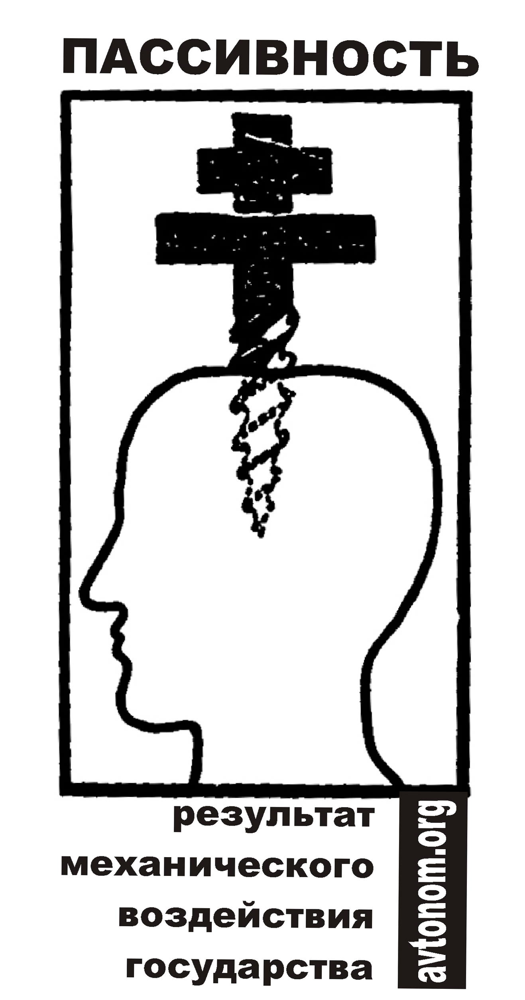 ПАССИВНОСТЬ
результат
механического
воздействия
государства
avtonom.org